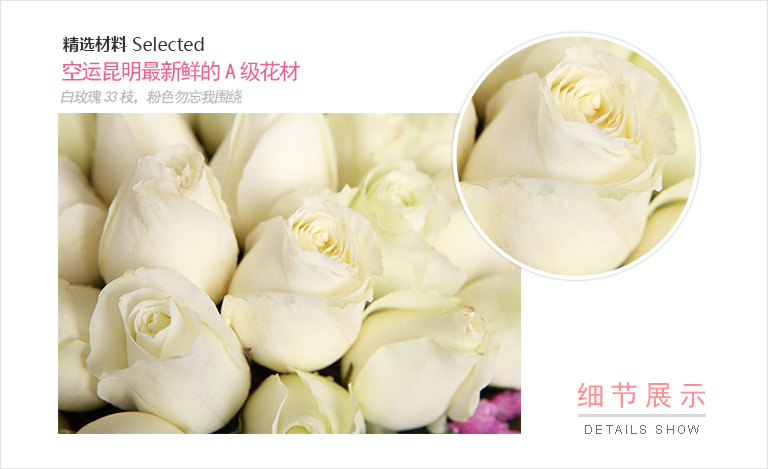 精选材料 Selected
空运昆明最新鲜的 A 级花材
白玫瑰 33 枝，粉色勿忘我围绕
细节展示
DETAILS SHOW